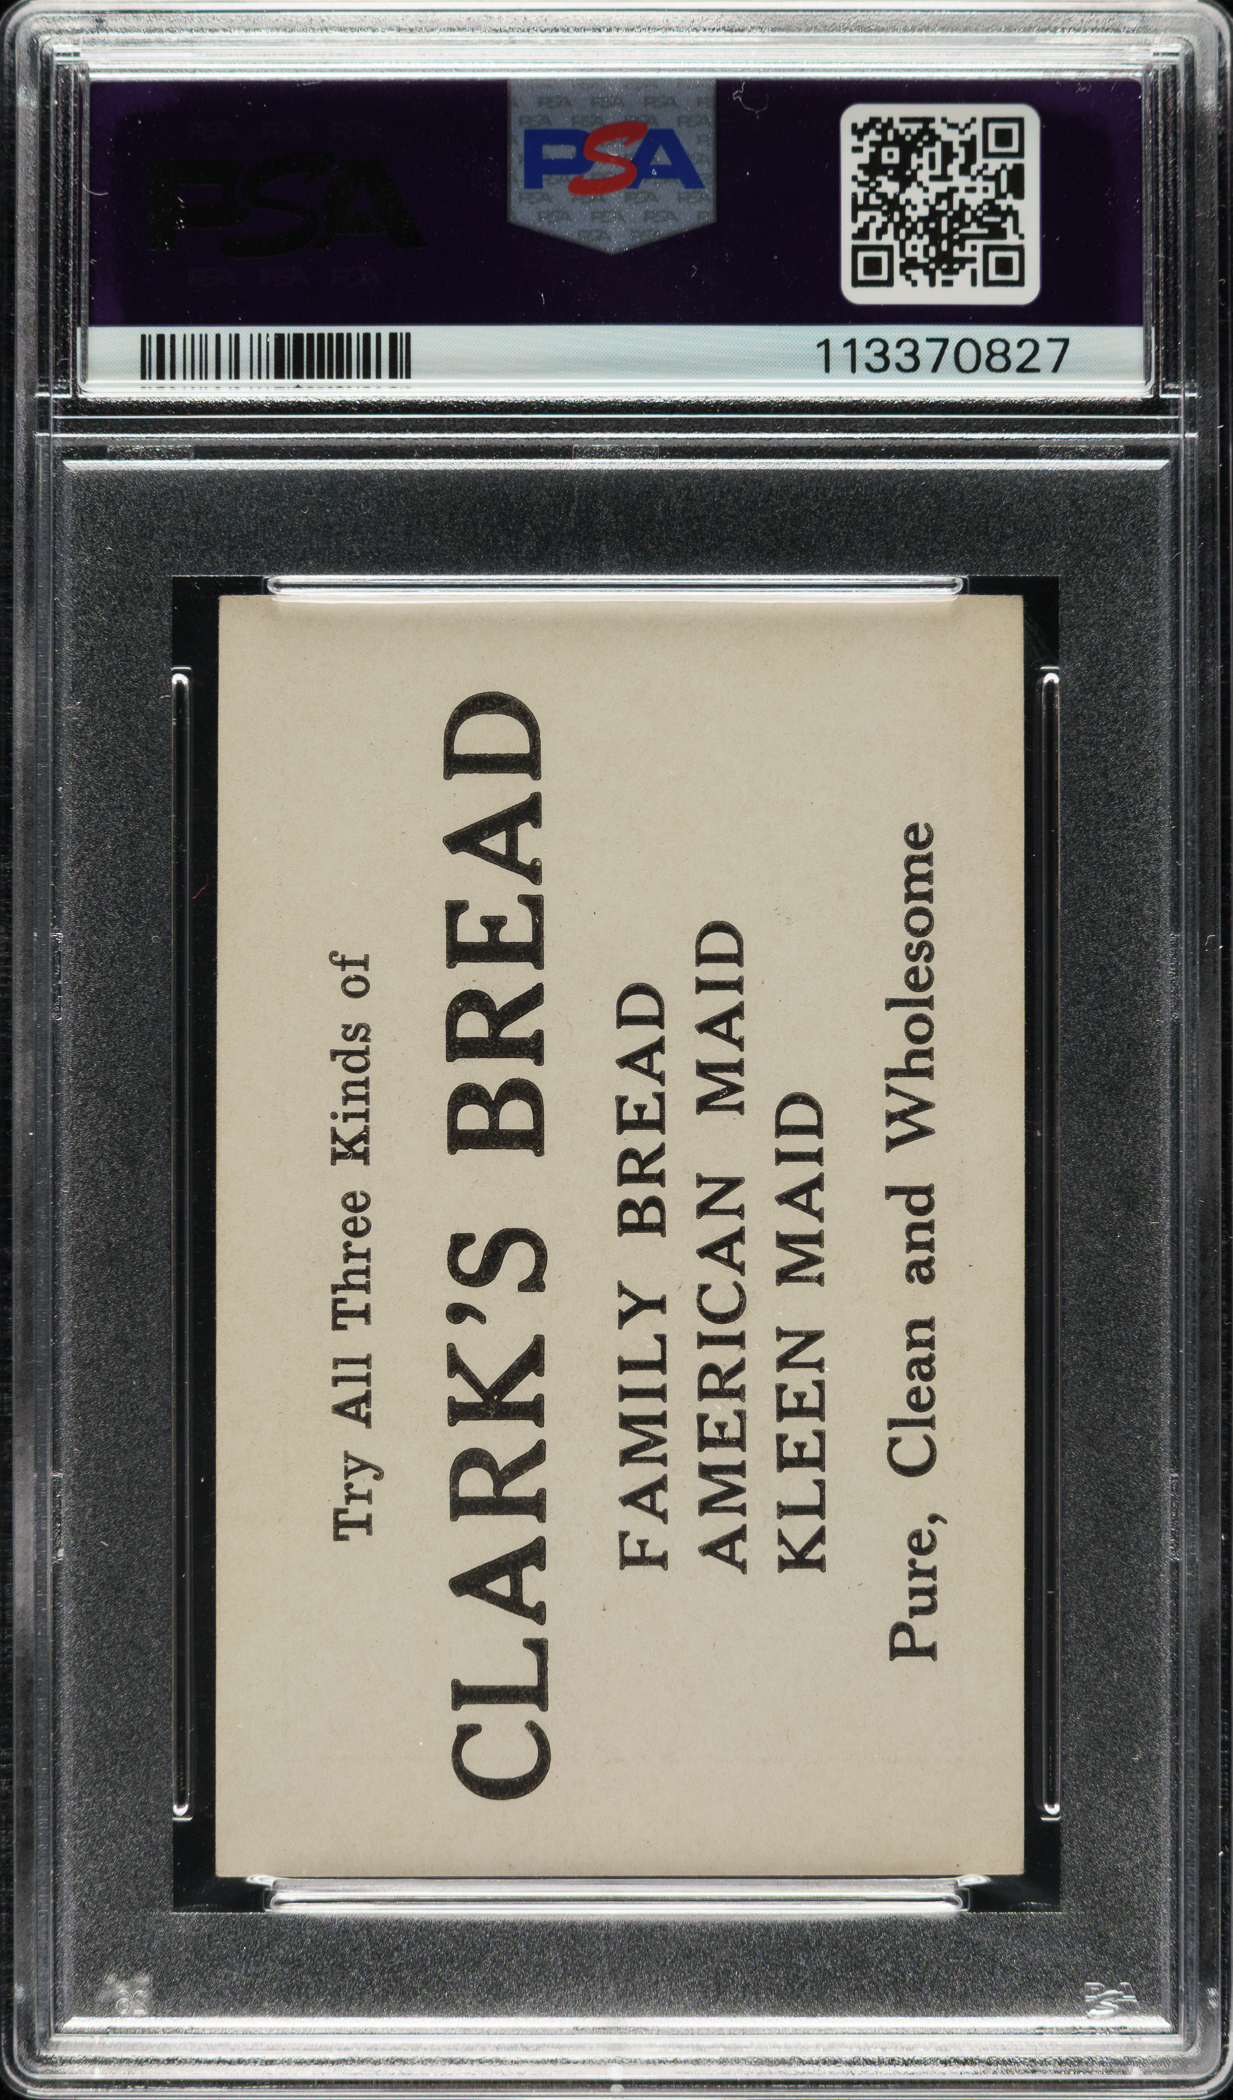 PSA
PSA
113370827
Try All Three Kinds of
CLARK'S BREAD
FAMILY BREAD
AMERICAN MAID
KLEEN MAID
Pure, Clean and Wholesome
PSA